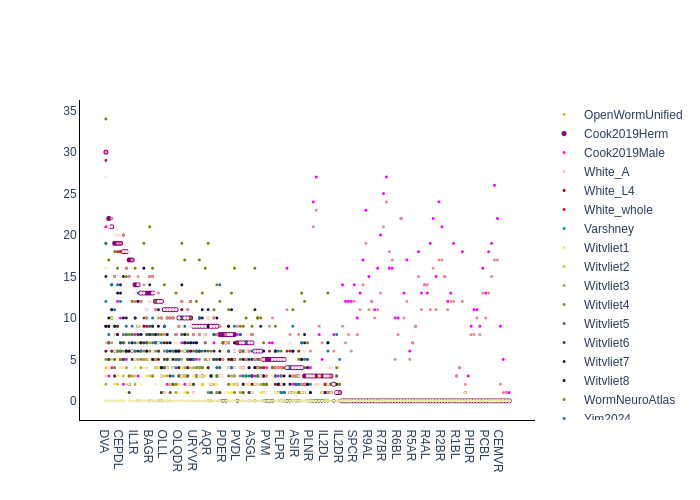 35
30
25
20
15
10
5
0
DVA
CEPDL
IL1R
BAGR
OLLL
OLQDR
URYVR
AQR
PDER
PVDL
ASGL
PVM
FLPR
ASIR
PLNR
IL2DL
IL2DR
SPCR
R9AL
R7BR
R6BL
R5AR
R4AL
R2BR
R1BL
PHDR
PCBL
CEMVR
OpenWormUnified
Cook2019Herm
Cook2019Male
White_A
White_L4
White_whole
Varshney
Witvliet1
Witvliet2
Witvliet3
Witvliet4
Witvliet5
Witvliet6
Witvliet7
Witvliet8
WormNeuroAtlas
Yim2024